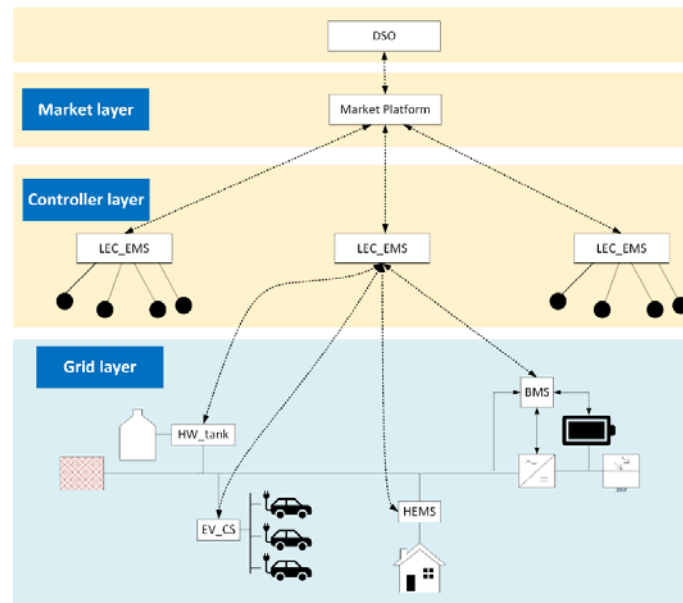 DSO
Market layer
Market Platform
Controller layer
LEC_EMS
LEC_EMS
LEC_EMS
Grid layer
BMS
HW_tank
HEMS
EV_CS